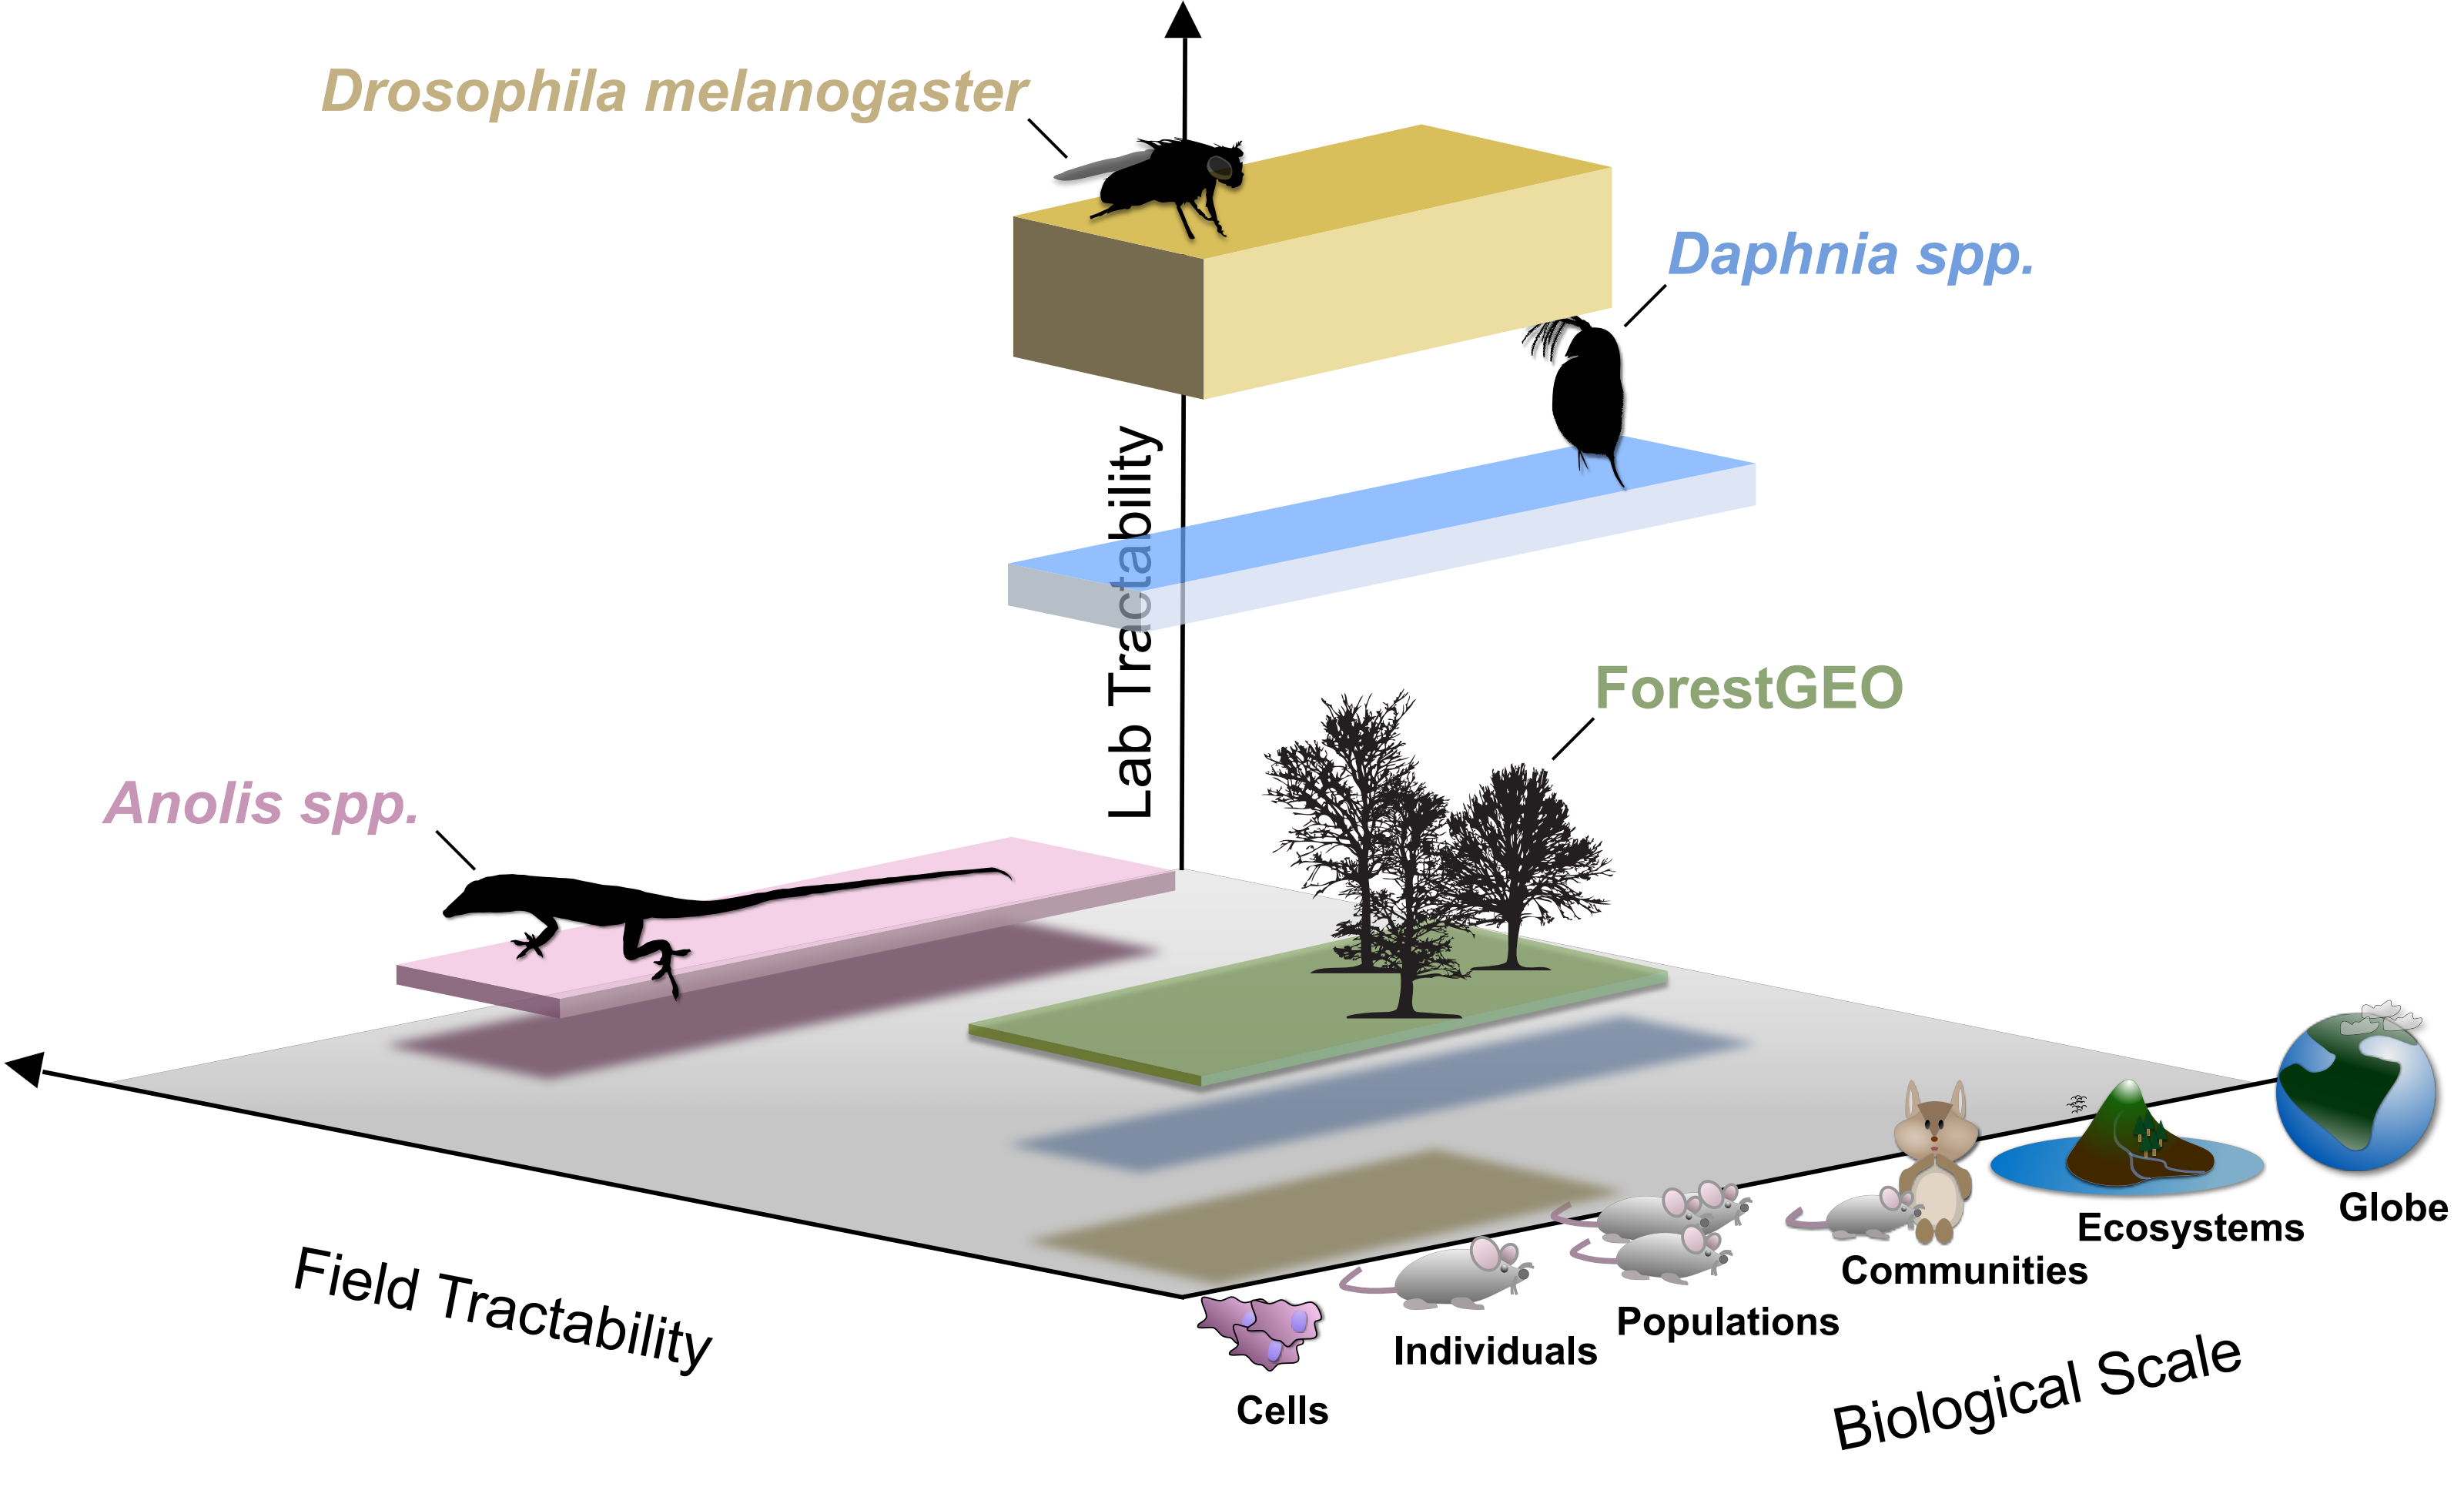 Drosophila melanogaster
Daphnia spp.
Lab Tractability
ForestGEO
Anolis spp.
Field Tractability
Cells
Individuals
Populations
Communities
Ecosystems
Globe
Biological Scale